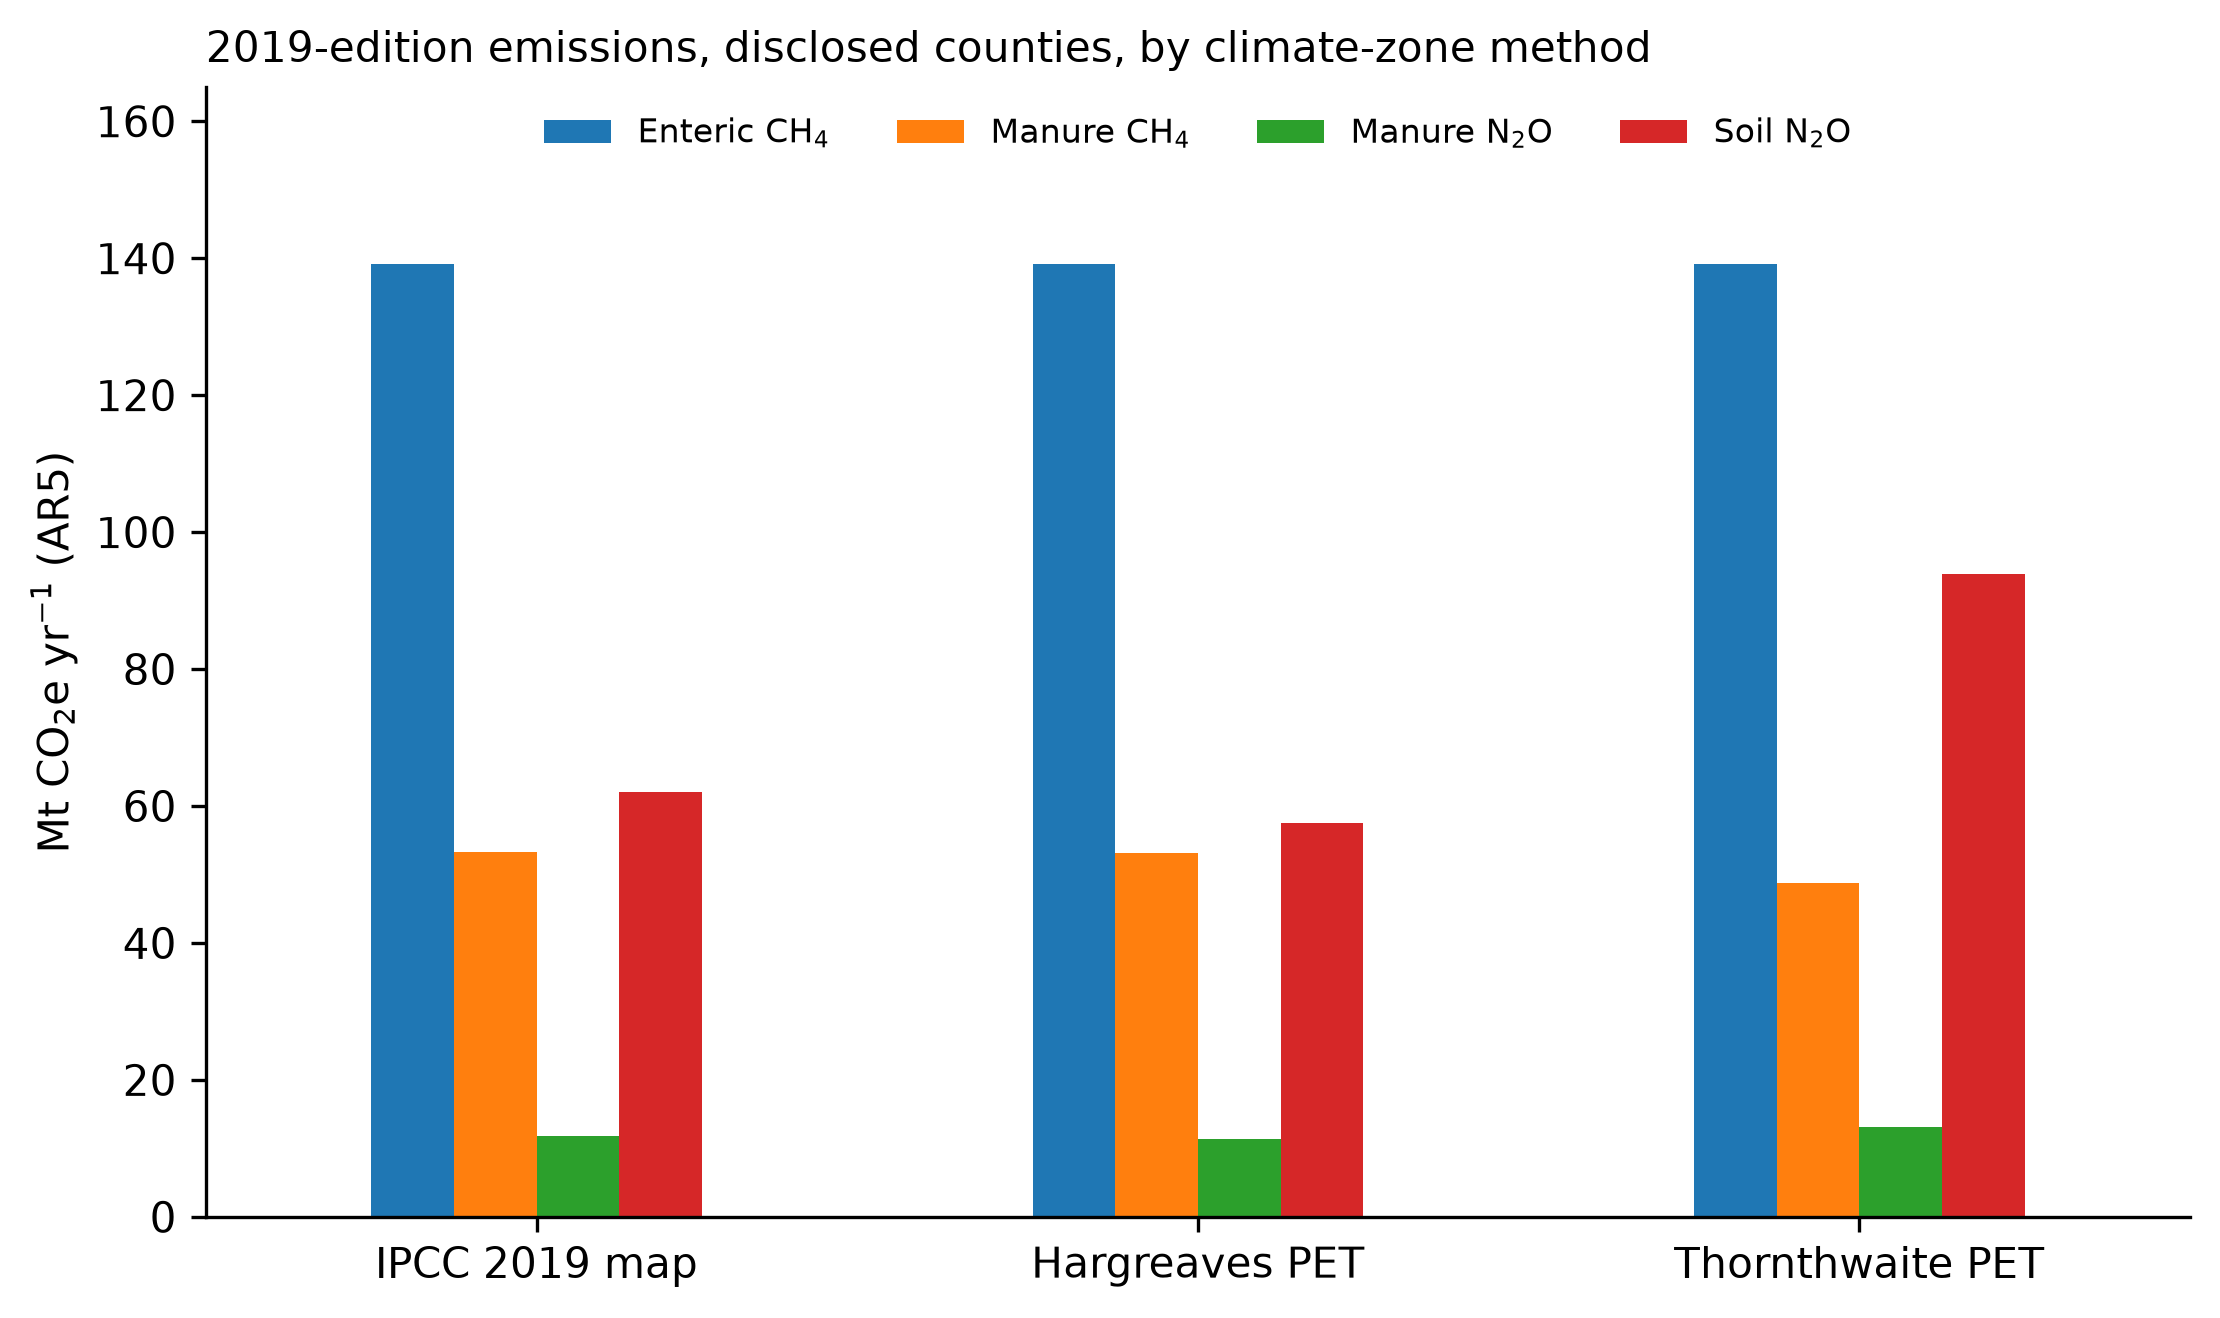 2019-edition emissions, disclosed counties, by climate-zone method
Enteric CH₄ Manure CH₄ Manure N₂O Soil N₂O
Mt CO₂e yr⁻¹ (AR5)
160
140
120
100
80
60
40
20
0
IPCC 2019 map Hargreaves PET Thornthwaite PET